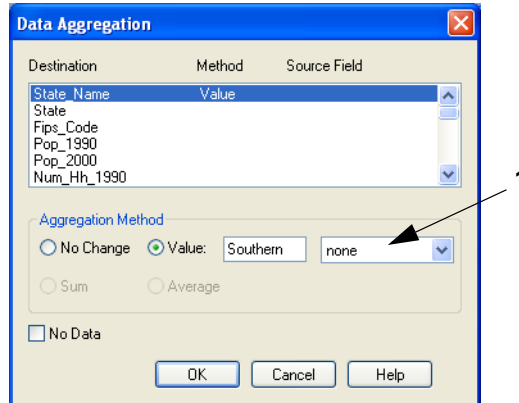 Data Aggregation
Destination Method Source Field
State_Name Value
State
Fips_Code
Pop_1990
Pop_2000
Num_Hh_1990
Aggregation Method
No Change Value: Southern none
Sum Average
No Data
OK Cancel Help